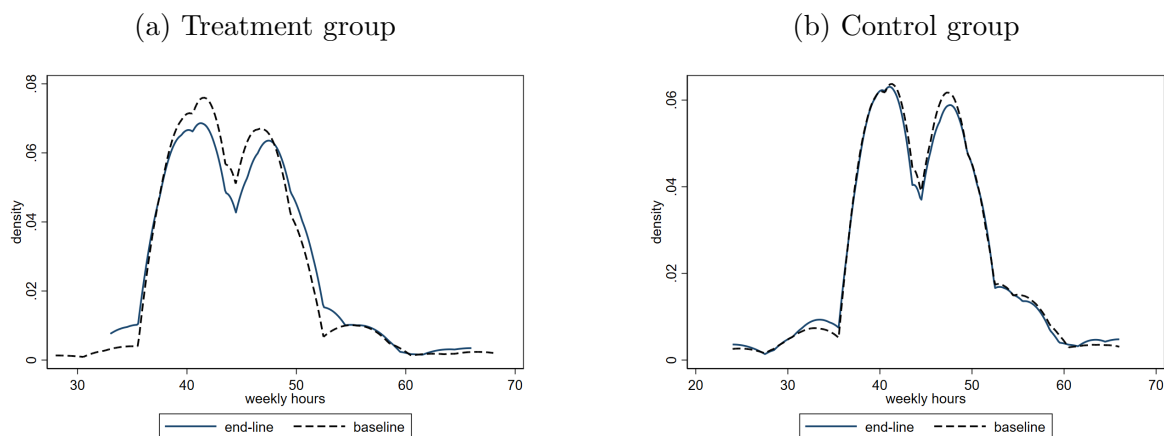 (a) Treatment group
.08
.06
.04
.02
0
density
30 40 50 60 70
weekly hours
end-line baseline
(b) Control group
.06
.04
.02
0
density
20 30 40 50 60 70
weekly hours
end-line baseline